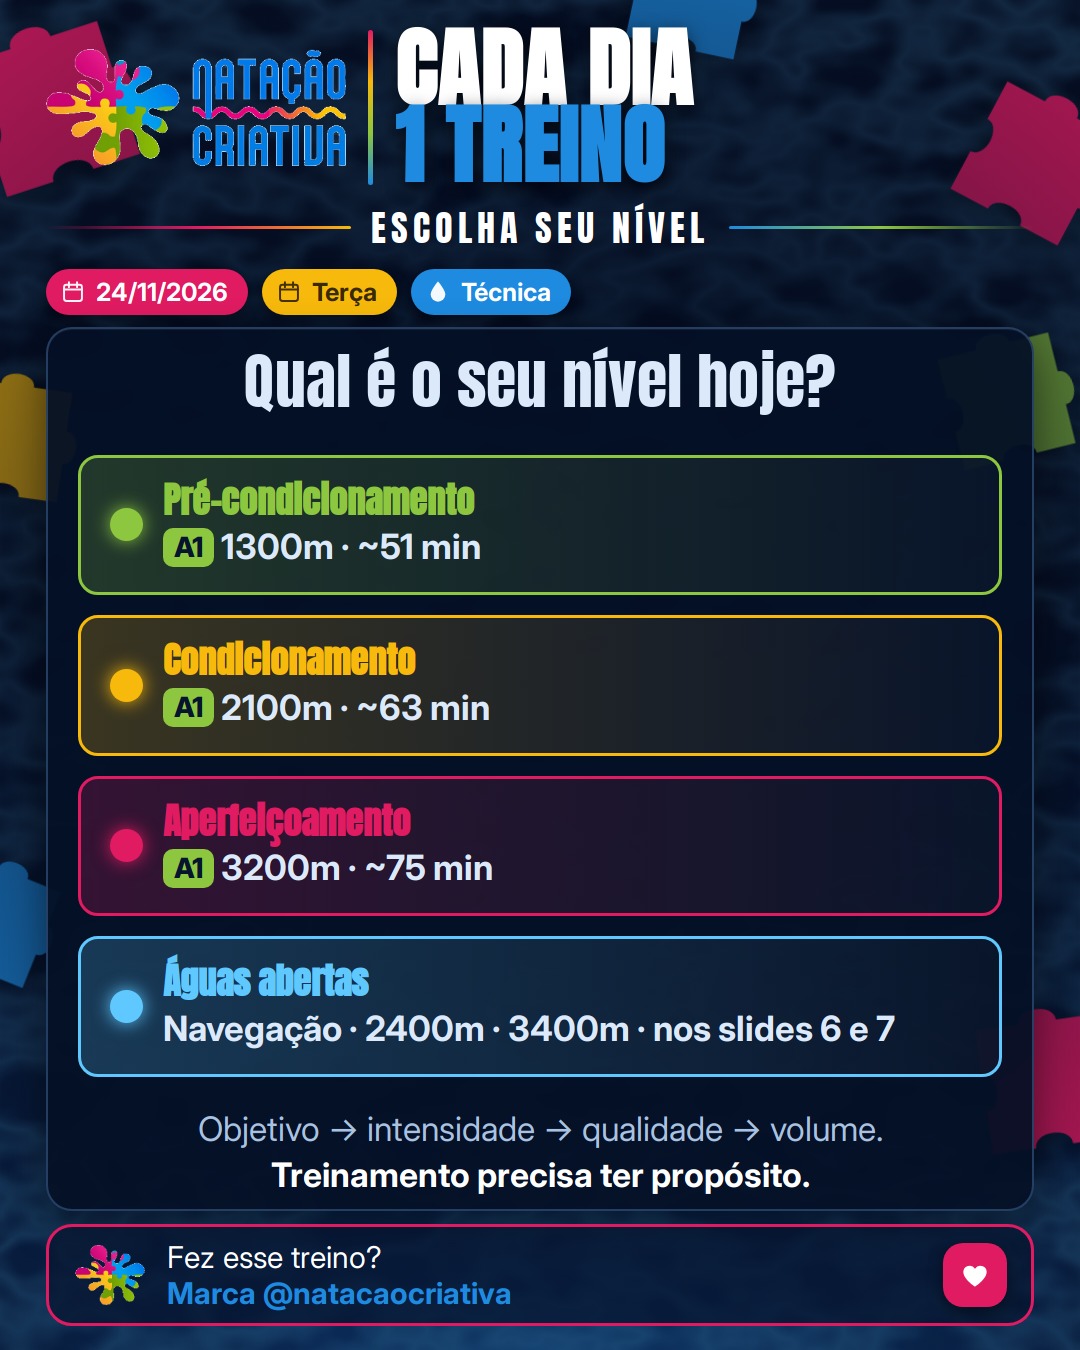 NATAÇÃO
CRIATIVA
CADA DIA
1 TREINO
ESCOLHA SEU NÍVEL
24/11/2026
Terça
Técnica
Qual é o seu nível hoje?
Pré-condicionamento
A1 1300m · ~51 min
Condicionamento
A1 2100m · ~63 min
Aperfeiçoamento
A1 3200m · ~75 min
Águas abertas
Navegação · 2400m · 3400m · nos slides 6 e 7
Objetivo → intensidade → qualidade → volume.
Treinamento precisa ter propósito.
Fez esse treino?
Marca @natacaocriativa